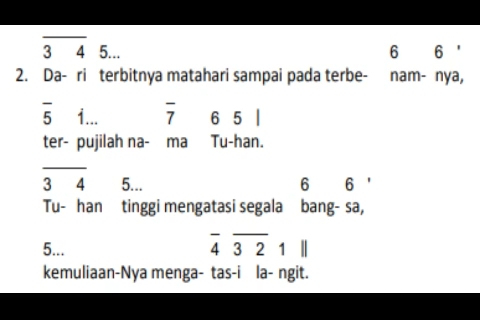 3 4 5... 6 6 '
2. Da- ri terbitnya matahari sampai pada terbe- nam- nya,
5 1... 7 6 5 |
ter- pujilah na- ma Tu-han.
3 4 5... 6 6 '
Tu- han tinggi mengatasi segala bang- sa,
5... 4 3 2 1 ||
kemuliaan-Nya menga- tas-i la- ngit.